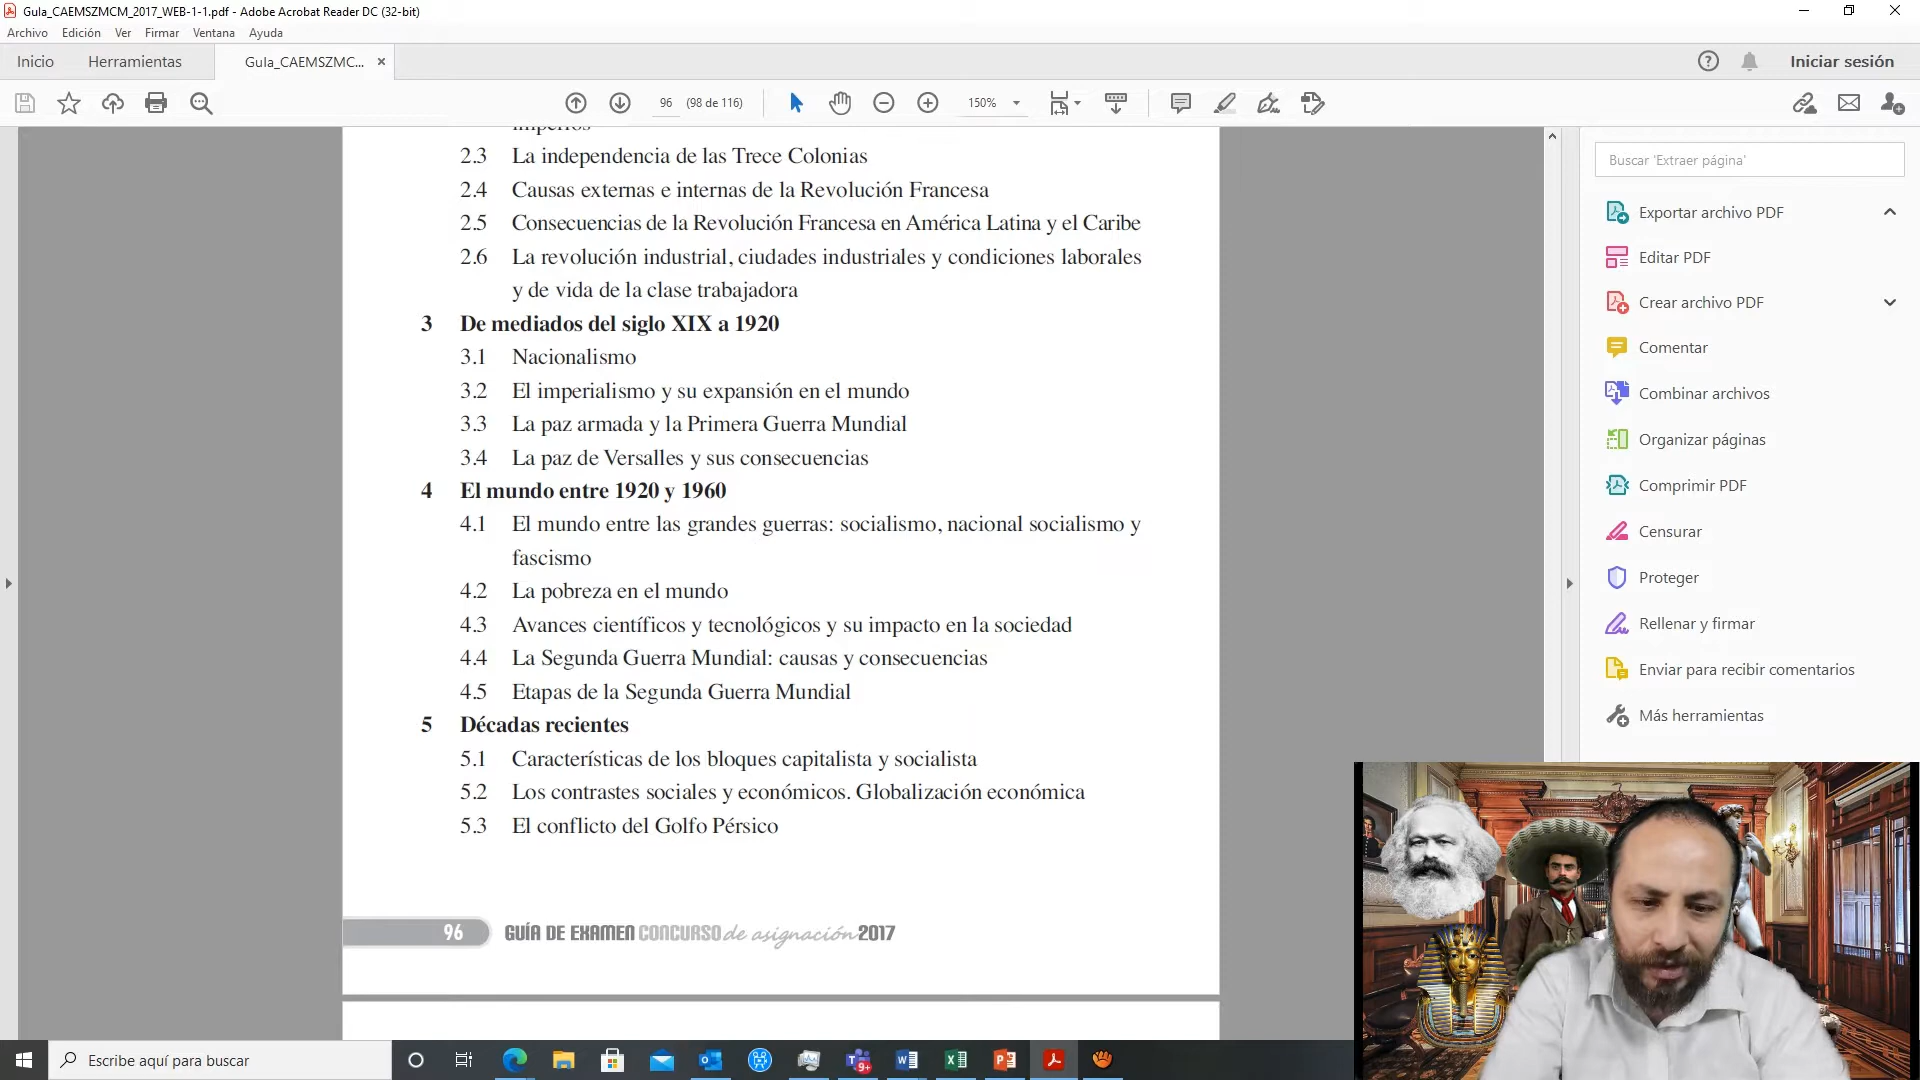 Gula_CAEMSZMCM_2017_WEB-1-1.pdf - Adobe Acrobat Reader DC (32-bit)
Archivo Edición Ver Firmar Ventana Ayuda
Inicio Herramientas Gula_CAEMSZMC... Iniciar sesión
96 (98 de 116) 150%
imperios
2.3 La independencia de las Trece Colonias
2.4 Causas externas e internas de la Revolución Francesa
2.5 Consecuencias de la Revolución Francesa en América Latina y el Caribe
2.6 La revolución industrial, ciudades industriales y condiciones laborales
y de vida de la clase trabajadora
3 De mediados del siglo XIX a 1920
3.1 Nacionalismo
3.2 El imperialismo y su expansión en el mundo
3.3 La paz armada y la Primera Guerra Mundial
3.4 La paz de Versalles y sus consecuencias
4 El mundo entre 1920 y 1960
4.1 El mundo entre las grandes guerras: socialismo, nacional socialismo y
fascismo
4.2 La pobreza en el mundo
4.3 Avances científicos y tecnológicos y su impacto en la sociedad
4.4 La Segunda Guerra Mundial: causas y consecuencias
4.5 Etapas de la Segunda Guerra Mundial
5 Décadas recientes
5.1 Características de los bloques capitalista y socialista
5.2 Los contrastes sociales y económicos. Globalización económica
5.3 El conflicto del Golfo Pérsico
96 GUÍA DE EXAMEN CONCURSO de asignación 2017
Buscar 'Extraer página'
Exportar archivo PDF
Editar PDF
Crear archivo PDF
Comentar
Combinar archivos
Organizar páginas
Comprimir PDF
Censurar
Proteger
Rellenar y firmar
Enviar para recibir comentarios
Más herramientas
Escribe aquí para buscar
9+